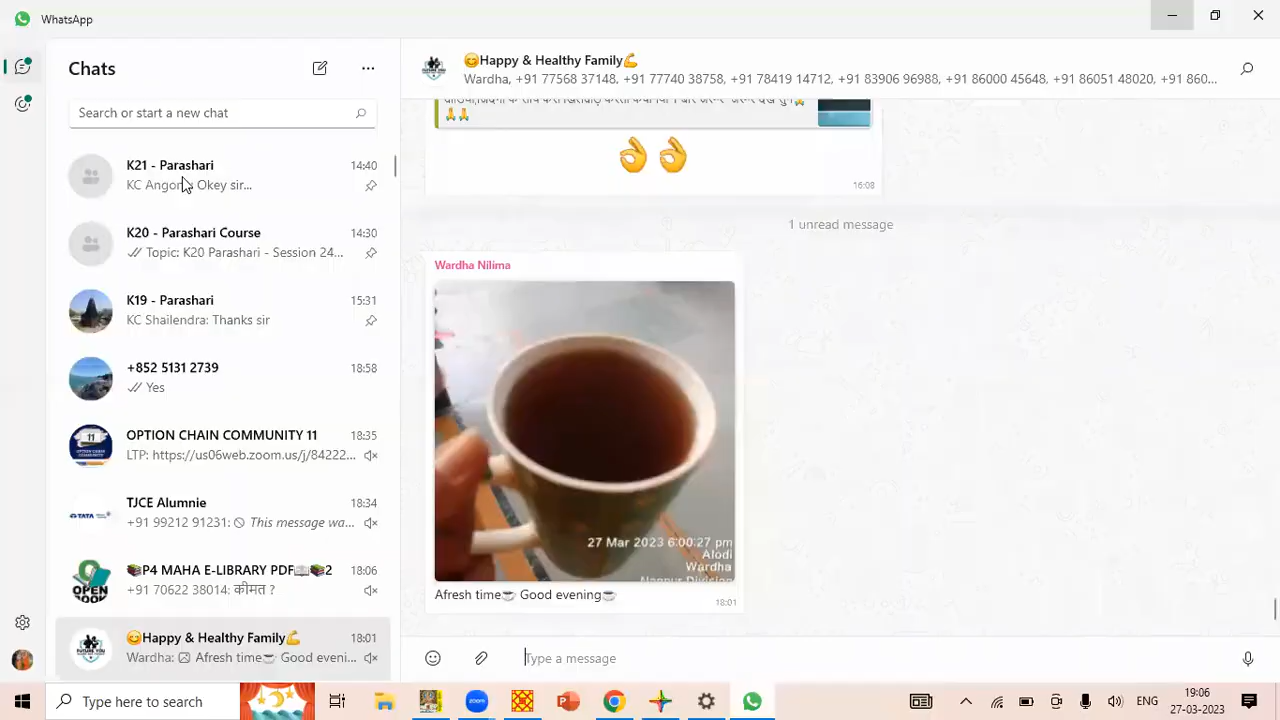 WhatsApp
Chats
Search or start a new chat
K21 - Parashari
14:40
Okey sir...
K20 - Parashari Course
14:30
Topic: K20 Parashari - Session 24...
K19 - Parashari
15:31
KC Shailendra: Thanks sir
+852 5131 2739
18:58
Yes
OPTION CHAIN COMMUNITY 11
18:35
LTP: https://us06web.zoom.us/j/84222...
TJCE Alumnie
18:34
+91 99212 91231: This message wa...
P4 MAHA E-LIBRARY PDF📖📚2
18:06
+91 70622 38014: कीमत ?
😊Happy & Healthy Family💪
18:01
Wardha: Afresh time☕ Good eveni...
😊Happy & Healthy Family💪
Wardha, +91 77568 37148, +91 77740 38758, +91 78419 14712, +91 83906 96988, +91 86000 45648, +91 86051 48020, +91 860...
🙏🙏
👌👌
16:08
1 unread message
Wardha Nilima
27 Mar 2023 6:00:27 pm
Alodi
Wardha
Nagpur Division
Afresh time☕ Good evening☕
18:01
Type a message
Type here to search
ENG
19:06
27-03-2023